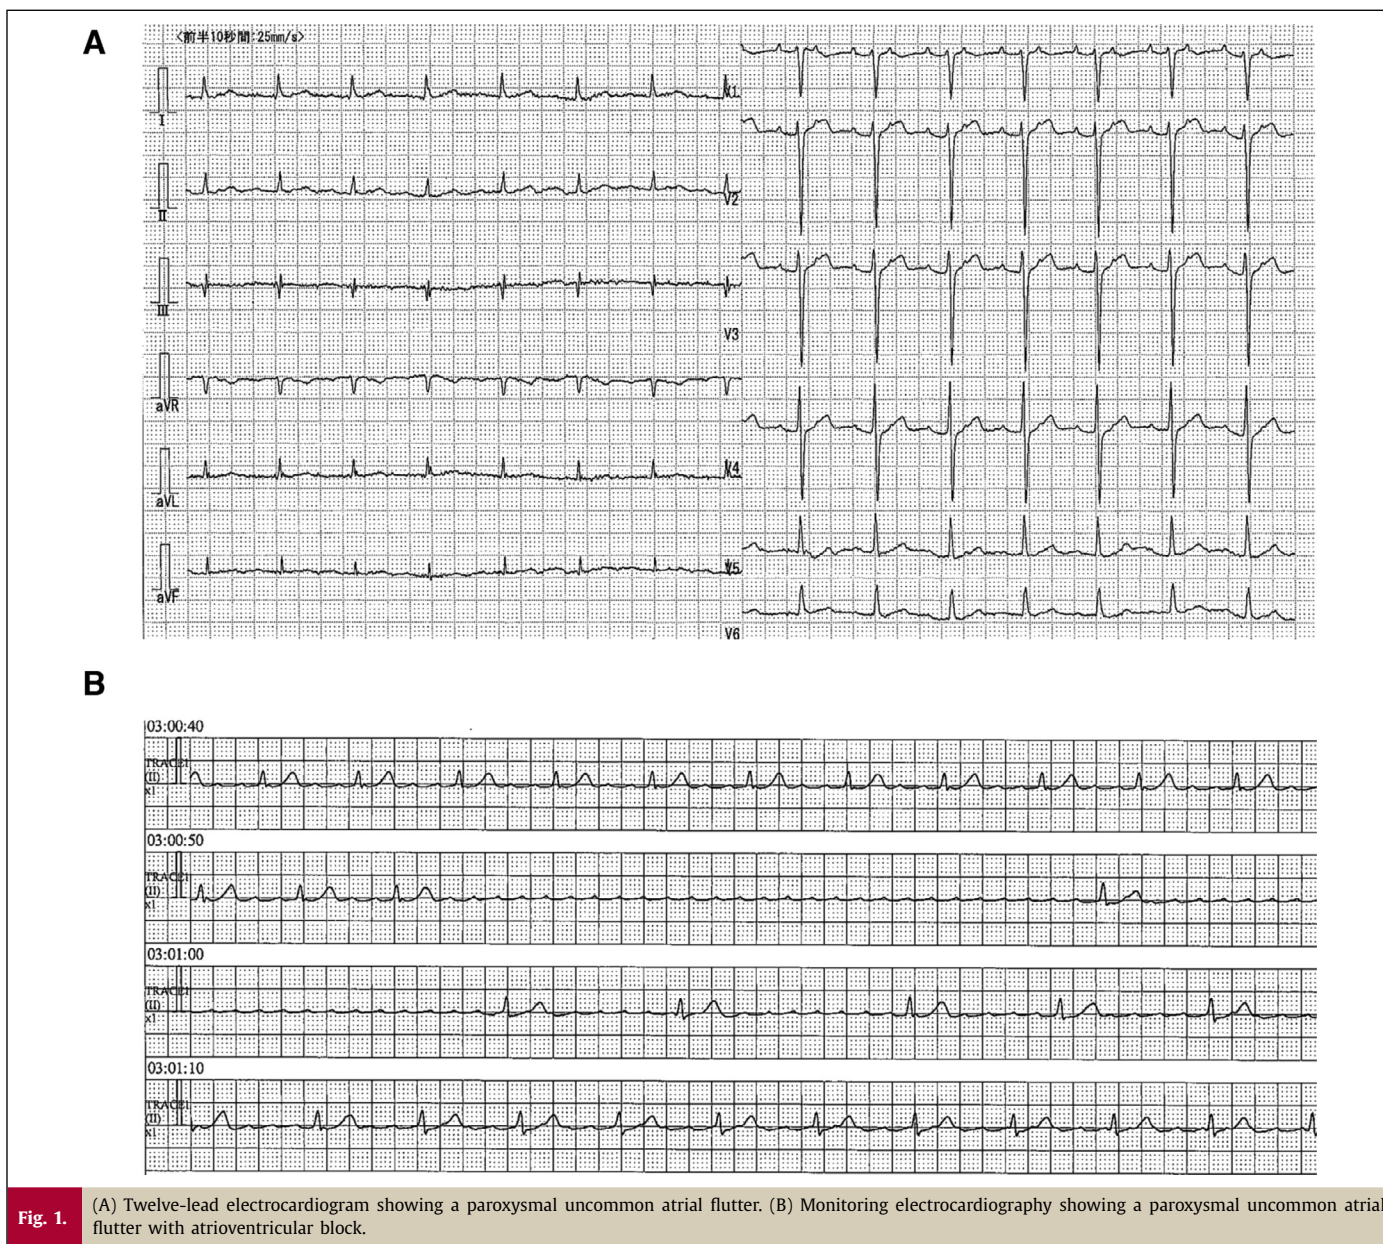 A
<前半10秒間:25mm/s>
I
II
III
aVR
aVL
aVF
V1
V2
V3
V4
V5
V6
B
03:00:40
TRACE1
(II)
x1
03:00:50
TRACE1
(II)
x1
03:01:00
TRACE1
(II)
x1
03:01:10
TRACE1
(II)
x1
Fig. 1.
(A) Twelve-lead electrocardiogram showing a paroxysmal uncommon atrial flutter. (B) Monitoring electrocardiography showing a paroxysmal uncommon atrial
flutter with atrioventricular block.